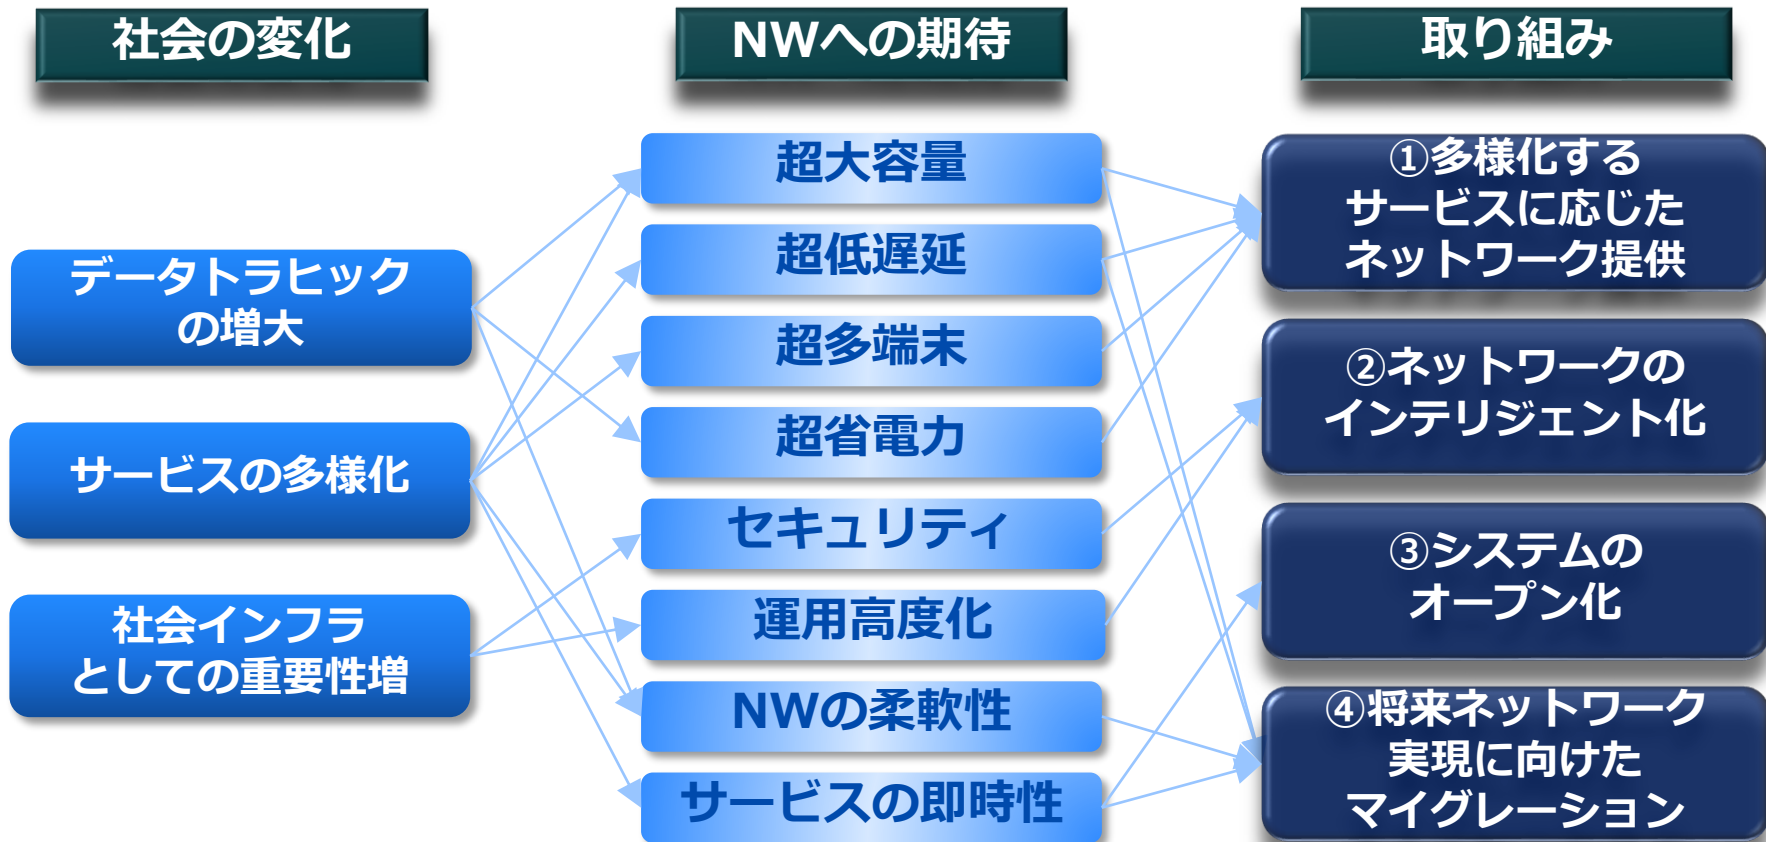 社会の変化
NWへの期待
取り組み
データトラヒック
の増大
サービスの多様化
社会インフラ
としての重要性増
超大容量
超低遅延
超多端末
超省電力
セキュリティ
運用高度化
NWの柔軟性
サービスの即時性
①多様化する
サービスに応じた
ネットワーク提供
②ネットワークの
インテリジェント化
③システムの
オープン化
④将来ネットワーク
実現に向けた
マイグレーション